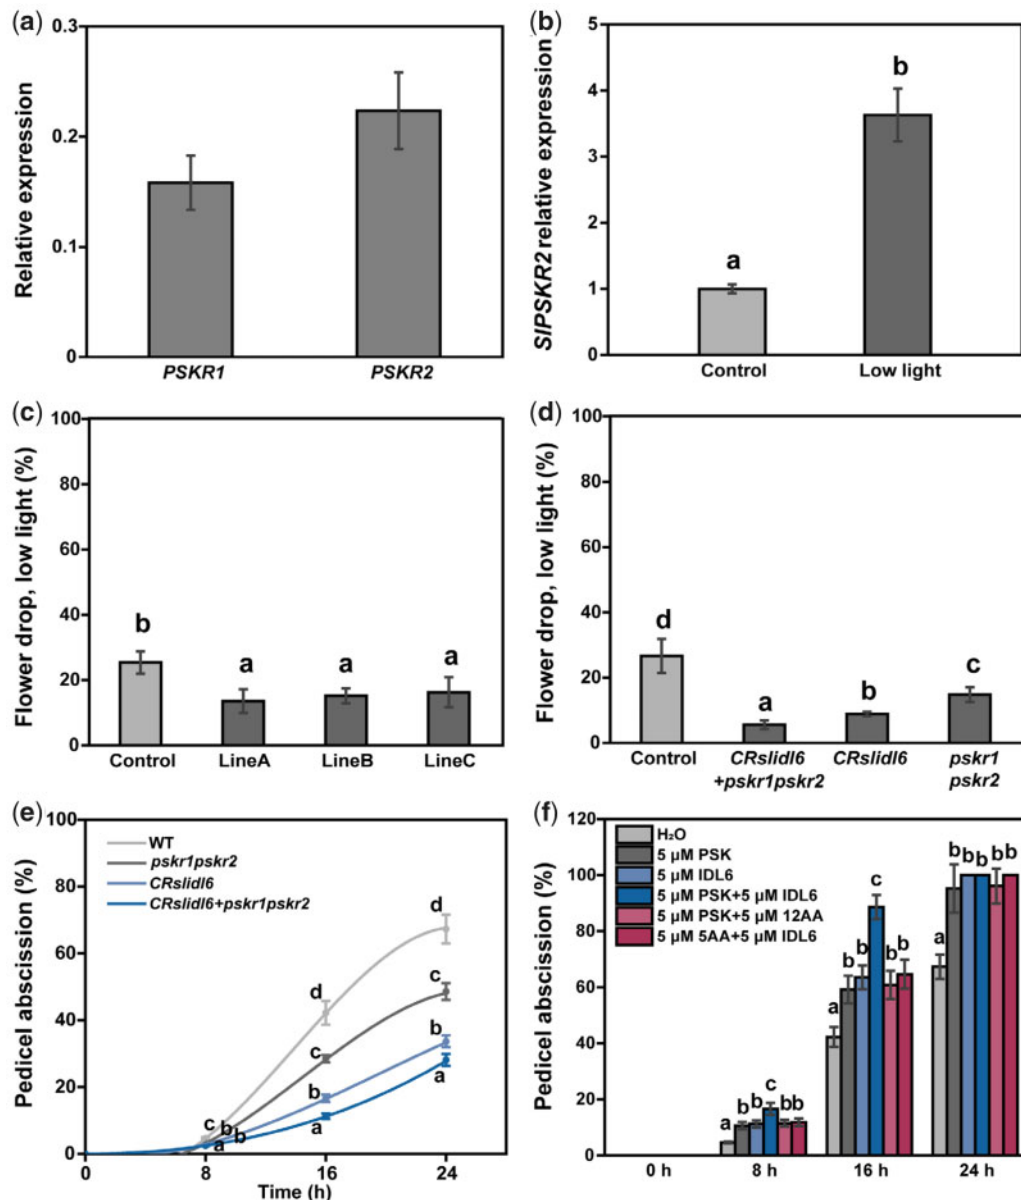 (a)
0.3
0.2
0.1
0
Relative expression
PSKR1
PSKR2
(b)
5
4
3
2
1
0
SlPSKR2 relative expression
a
b
Control
Low light
(c)
100
80
60
40
20
0
Flower drop, low light (%)
b
a
a
a
Control
LineA
LineB
LineC
(d)
100
80
60
40
20
0
Flower drop, low light (%)
d
a
b
c
Control
CRslidl6
+pskr1pskr2
CRslidl6
pskr1
pskr2
(e)
100
80
60
40
20
0
Pedicel abscission (%)
WT
pskr1pskr2
CRslidl6
CRslidl6+pskr1pskr2
c
b
b
a
d
c
b
a
d
c
b
a
0
8
16
24
Time (h)
(f)
120
100
80
60
40
20
0
Pedicel abscission (%)
H₂O
5 μM PSK
5 μM IDL6
5 μM PSK+5 μM IDL6
5 μM PSK+5 μM 12AA
5 μM 5AA+5 μM IDL6
a
b
b
c
b
b
a
b
b
c
b
b
a
b
b
b
b
b
0 h
8 h
16 h
24 h